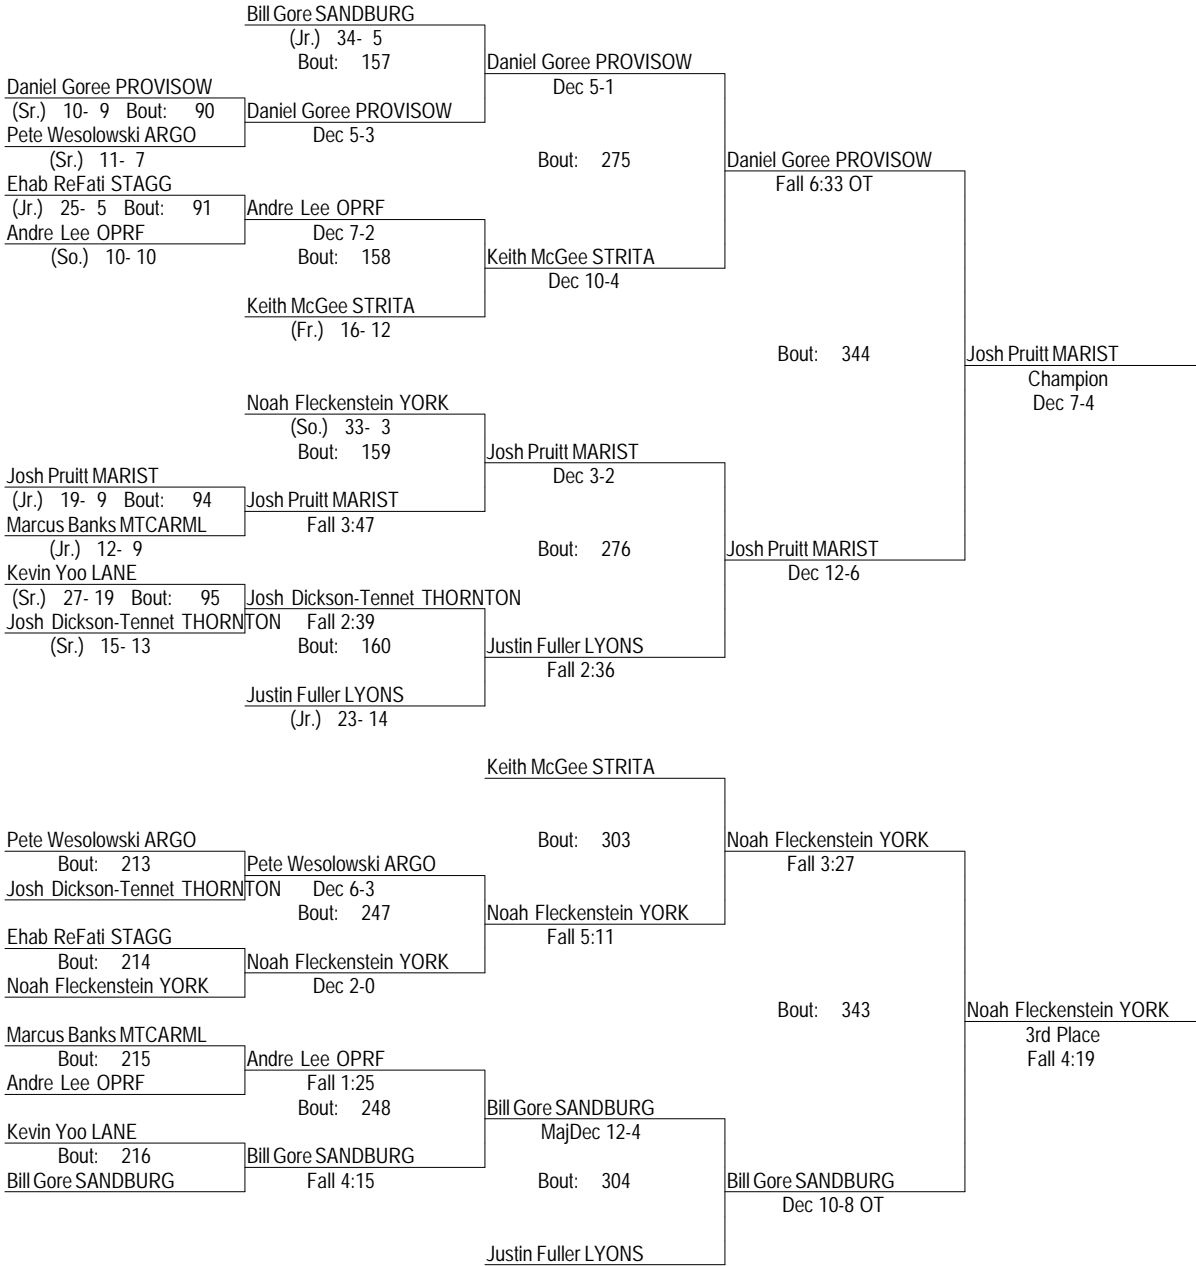 Bill Gore SANDBURG
(Jr.) 34- 5
Bout: 157
Daniel Goree PROVISOW
Dec 5-1
Daniel Goree PROVISOW
(Sr.) 10- 9 Bout: 90
Daniel Goree PROVISOW
Pete Wesolowski ARGO
Dec 5-3
(Sr.) 11- 7
Bout: 275
Daniel Goree PROVISOW
Fall 6:33 OT
Ehab ReFati STAGG
(Jr.) 25- 5 Bout: 91
Andre Lee OPRF
Andre Lee OPRF
Dec 7-2
(So.) 10- 10
Bout: 158
Keith McGee STRITA
Dec 10-4
Keith McGee STRITA
(Fr.) 16- 12
Bout: 344
Josh Pruitt MARIST
Champion
Dec 7-4
Noah Fleckenstein YORK
(So.) 33- 3
Bout: 159
Josh Pruitt MARIST
Dec 3-2
Josh Pruitt MARIST
(Jr.) 19- 9 Bout: 94
Josh Pruitt MARIST
Marcus Banks MTCARML
Fall 3:47
(Jr.) 12- 9
Bout: 276
Josh Pruitt MARIST
Dec 12-6
Kevin Yoo LANE
(Sr.) 27- 19 Bout: 95
Josh Dickson-Tennet THORNTON
Josh Dickson-Tennet THORNTON
Fall 2:39
(Sr.) 15- 13
Bout: 160
Justin Fuller LYONS
Fall 2:36
Justin Fuller LYONS
(Jr.) 23- 14
Keith McGee STRITA
Bout: 303
Noah Fleckenstein YORK
Fall 3:27
Pete Wesolowski ARGO
Bout: 213
Pete Wesolowski ARGO
Josh Dickson-Tennet THORNTON
Dec 6-3
Bout: 247
Noah Fleckenstein YORK
Fall 5:11
Ehab ReFati STAGG
Bout: 214
Noah Fleckenstein YORK
Noah Fleckenstein YORK
Dec 2-0
Bout: 343
Noah Fleckenstein YORK
3rd Place
Fall 4:19
Marcus Banks MTCARML
Bout: 215
Andre Lee OPRF
Andre Lee OPRF
Fall 1:25
Bout: 248
Bill Gore SANDBURG
MajDec 12-4
Kevin Yoo LANE
Bout: 216
Bill Gore SANDBURG
Bill Gore SANDBURG
Fall 4:15
Bout: 304
Bill Gore SANDBURG
Dec 10-8 OT
Justin Fuller LYONS